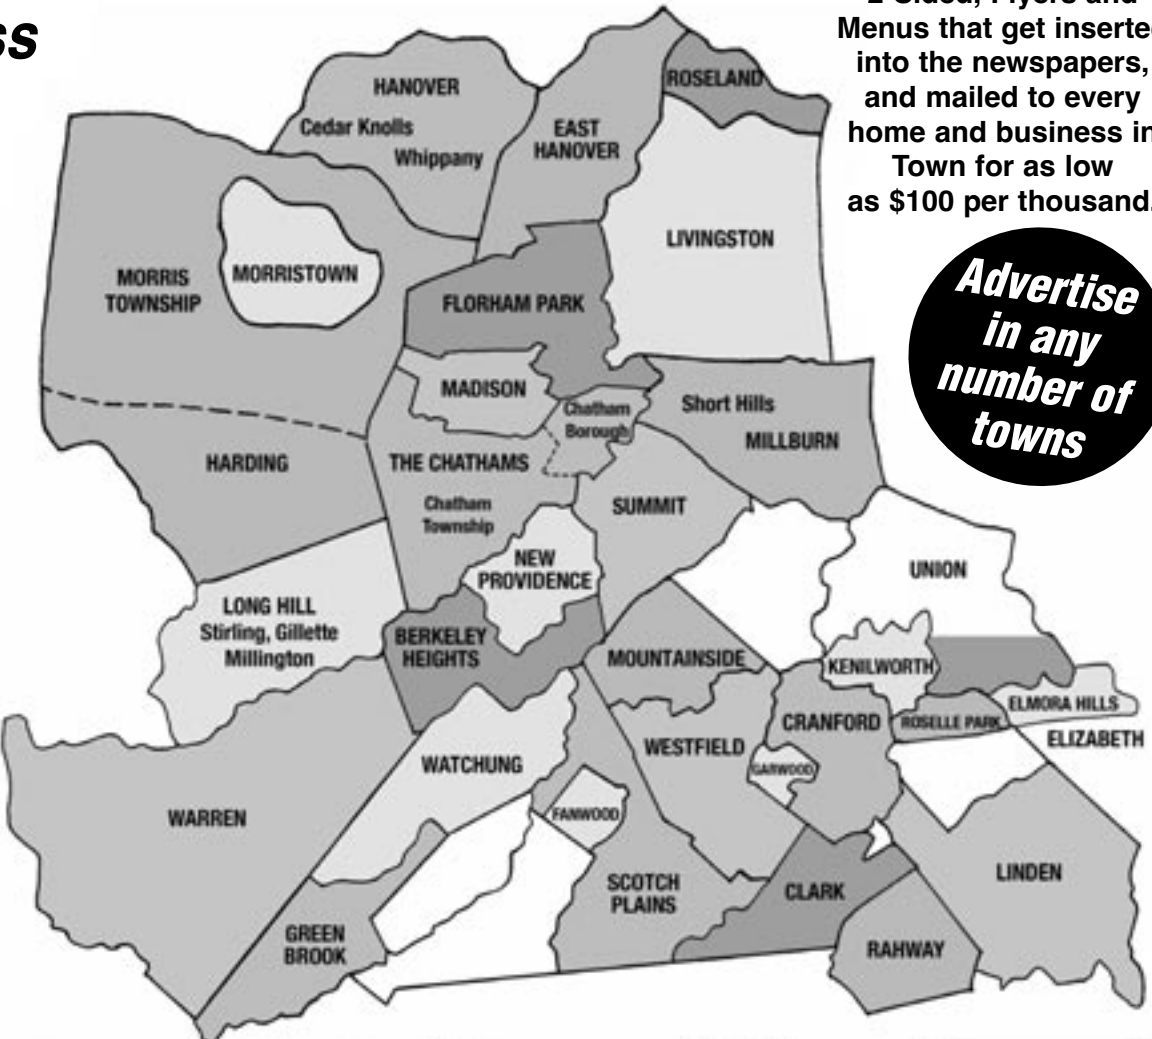 2 Sided, Flyers and
Menus that get inserted
into the newspapers,
and mailed to every
home and business in
Town for as low
as $100 per thousand.
Advertise
in any
number of
towns
HANOVER
Cedar Knolls
Whippany
EAST
HANOVER
ROSELAND
LIVINGSTON
MORRIS
TOWNSHIP
MORRISTOWN
FLORHAM PARK
MADISON
Chatham
Borough
Short Hills
MILLBURN
HARDING
THE CHATHAMS
Chatham
Township
SUMMIT
NEW
PROVIDENCE
UNION
LONG HILL
Stirling, Gillette
Millington
BERKELEY
HEIGHTS
MOUNTAINSIDE
KENILWORTH
ELMORA HILLS
ROSELLE PARK
ELIZABETH
CRANFORD
WESTFIELD
GARWOOD
WATCHUNG
WARREN
FANWOOD
SCOTCH
PLAINS
CLARK
LINDEN
GREEN
BROOK
RAHWAY